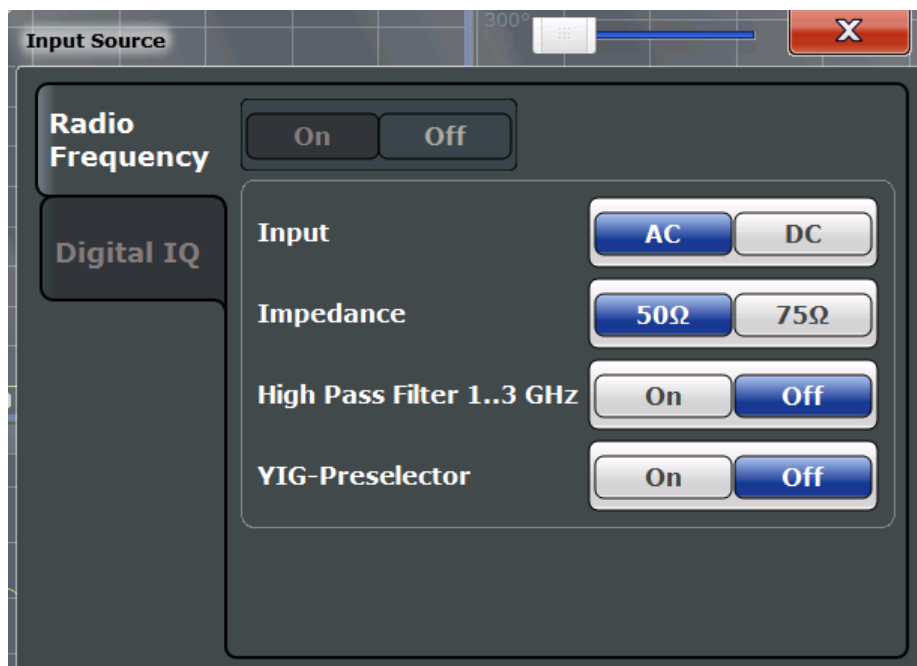 300°
Input Source
X
Radio
Frequency
On Off
Digital IQ
Input AC DC
Impedance 50Ω 75Ω
High Pass Filter 1..3 GHz On Off
YIG-Preselector On Off